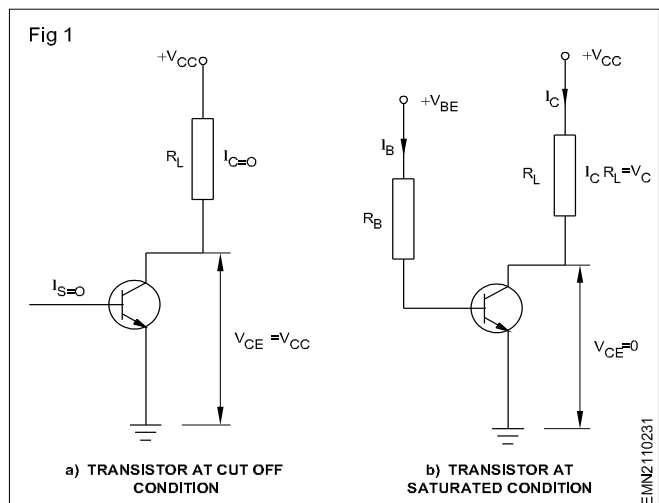 Fig 1
+VCC
RL
IC=O
IS=O
VCE =VCC
a) TRANSISTOR AT CUT OFF
CONDITION
+VBE
IB
RB
+VCC
IC
RL
IC RL=VC
VCE=0
b) TRANSISTOR AT
SATURATED CONDITION
EMN2110231